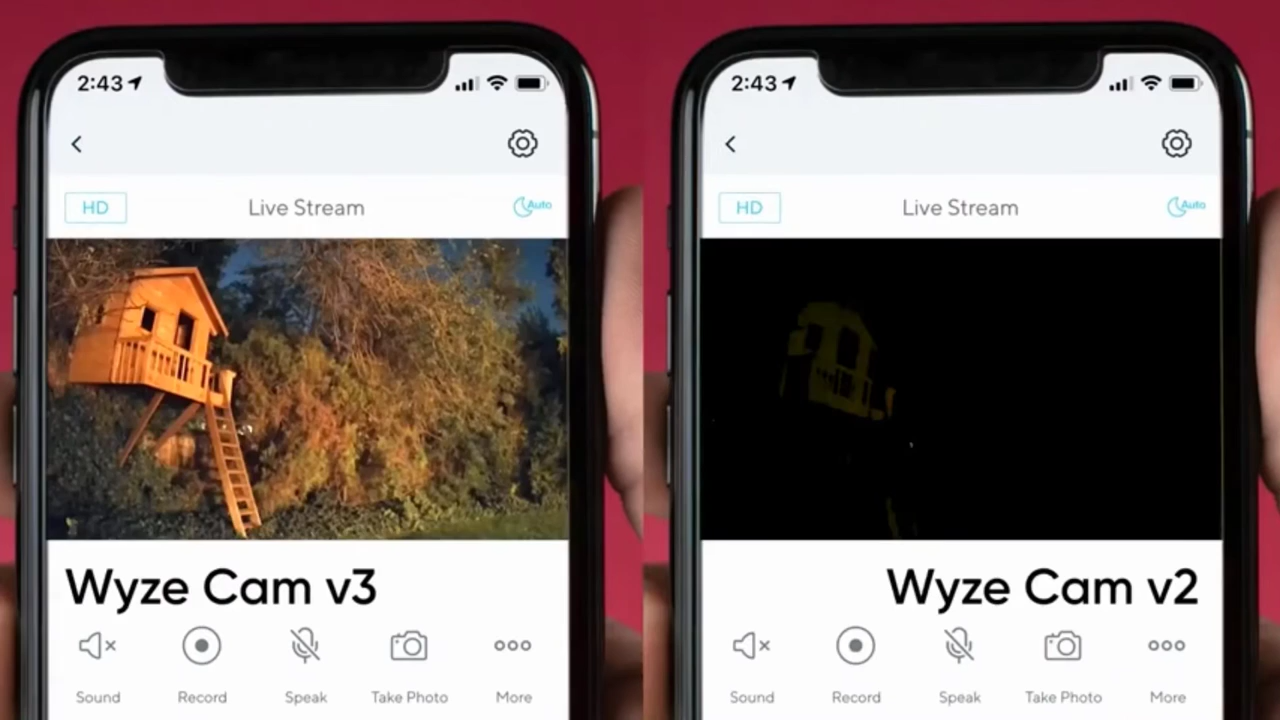 2:43
HD Live Stream Auto
Wyze Cam v3
Sound Record Speak Take Photo More
2:43
HD Live Stream Auto
Wyze Cam v2
Sound Record Speak Take Photo More